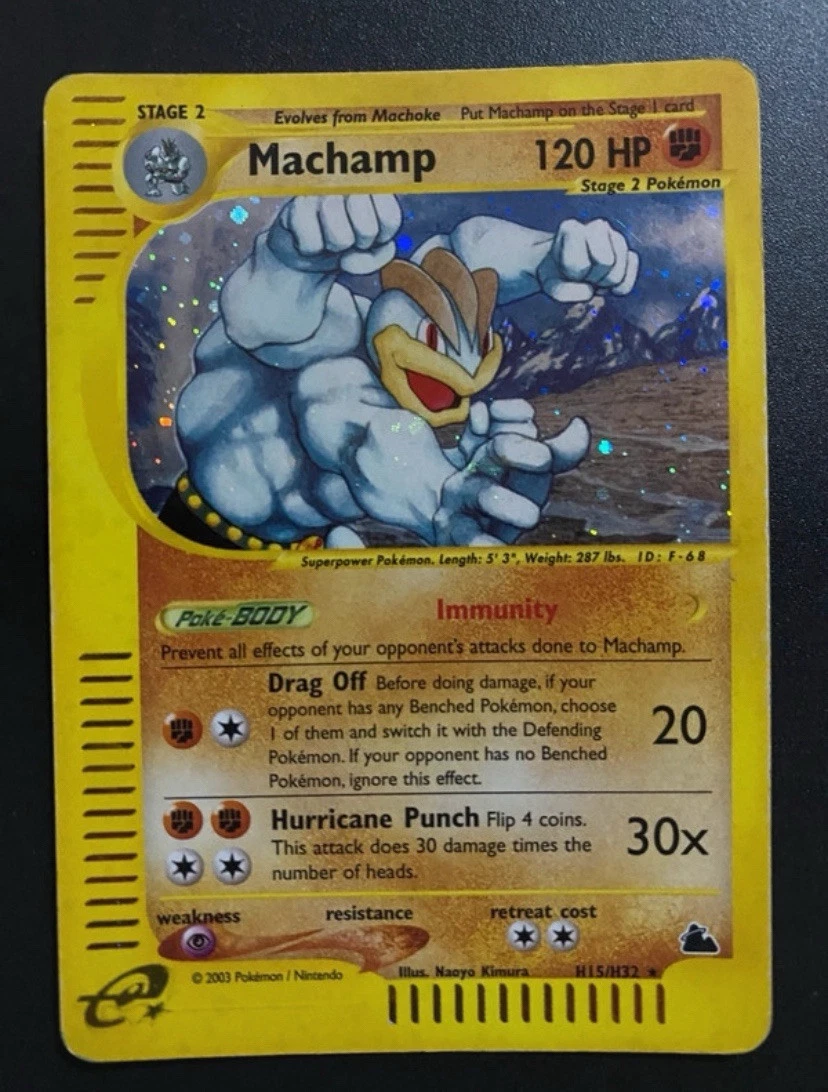 STAGE 2
Evolves from Machoke Put Machamp on the Stage 1 card
Machamp 120 HP
Stage 2 Pokémon
Superpower Pokémon. Length: 5' 3", Weight: 287 lbs. ID: F-68
Poké-BODY Immunity
Prevent all effects of your opponent's attacks done to Machamp.
Drag Off Before doing damage, if your
opponent has any Benched Pokémon, choose
1 of them and switch it with the Defending
Pokémon. If your opponent has no Benched
Pokémon, ignore this effect.
20
Hurricane Punch Flip 4 coins.
This attack does 30 damage times the
number of heads.
30x
weakness resistance retreat cost
© 2003 Pokémon / Nintendo Illus. Naoyo Kimura H15/H32 ★
e